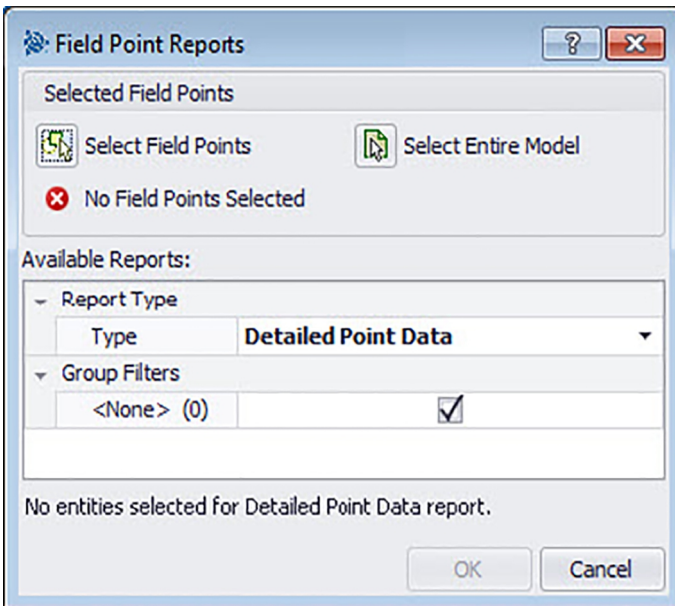 Field Point Reports
Selected Field Points
Select Field Points Select Entire Model
No Field Points Selected
Available Reports:
Report Type
Type Detailed Point Data
Group Filters
<None> (0)
No entities selected for Detailed Point Data report.
OK Cancel